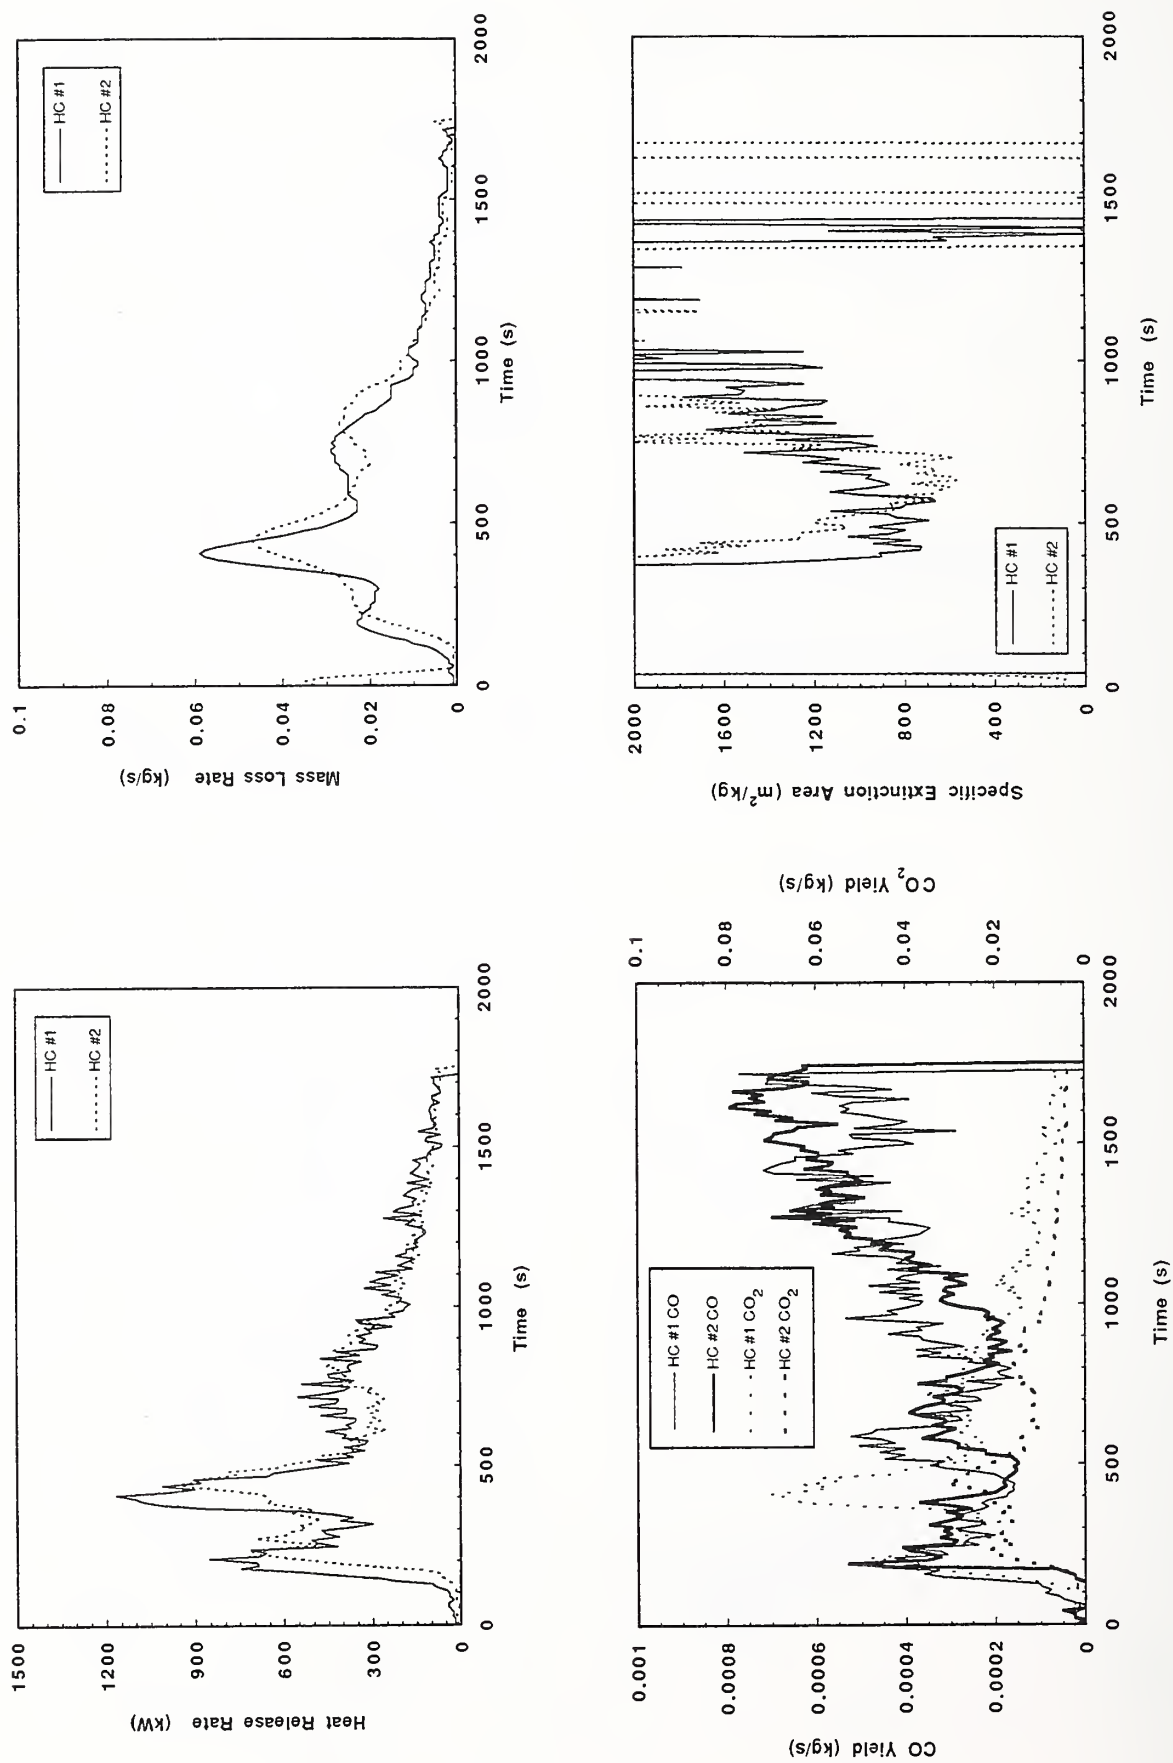 1500
1200
900
600
300
0
Heat Release Rate (kW)
HC #1
HC #2
0
500
1000
1500
2000
Time (s)
0.1
0.08
0.06
0.04
0.02
0
Mass Loss Rate (kg/s)
HC #1
HC #2
0
500
1000
1500
2000
Time (s)
0.001
0.0008
0.0006
0.0004
0.0002
0
CO Yield (kg/s)
HC #1 CO
HC #2 CO
HC #1 CO2
HC #2 CO2
0
500
1000
1500
2000
Time (s)
0.1
0.08
0.06
0.04
0.02
0
CO2 Yield (kg/s)
2000
1600
1200
800
400
0
Specific Extinction Area (m²/kg)
HC #1
HC #2
0
500
1000
1500
2000
Time (s)